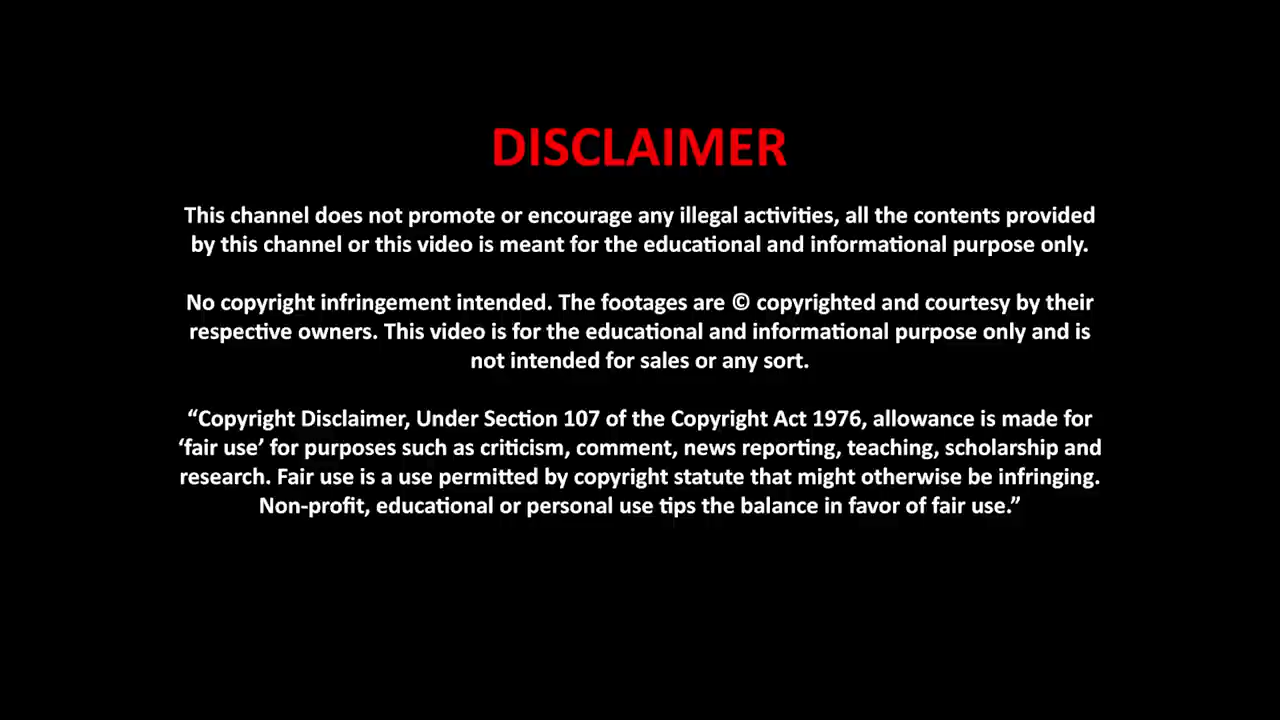 DISCLAIMER
This channel does not promote or encourage any illegal activities, all the contents provided
by this channel or this video is meant for the educational and informational purpose only.
No copyright infringement intended. The footages are © copyrighted and courtesy by their
respective owners. This video is for the educational and informational purpose only and is
not intended for sales or any sort.
“Copyright Disclaimer, Under Section 107 of the Copyright Act 1976, allowance is made for
‘fair use’ for purposes such as criticism, comment, news reporting, teaching, scholarship and
research. Fair use is a use permitted by copyright statute that might otherwise be infringing.
Non-profit, educational or personal use tips the balance in favor of fair use.”